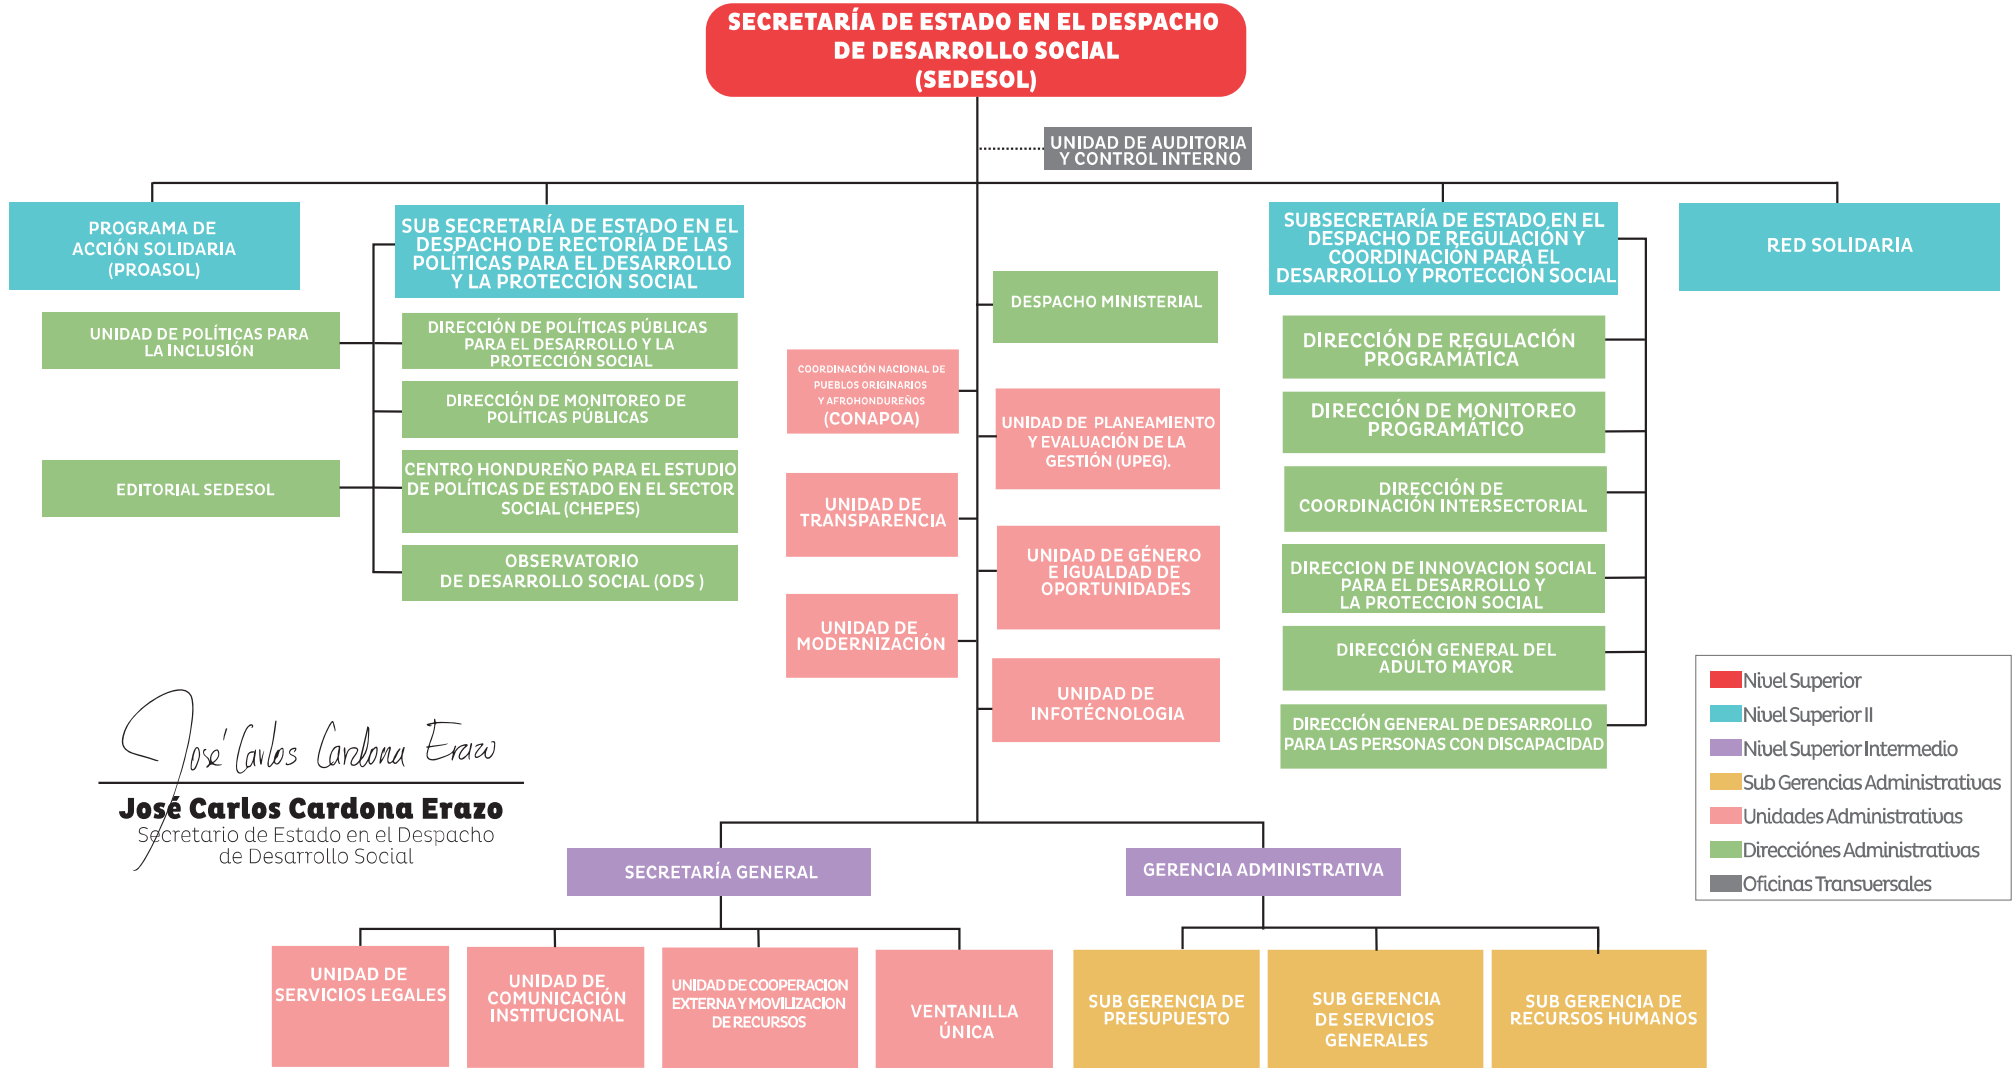 SECRETARÍA DE ESTADO EN EL DESPACHO
DE DESARROLLO SOCIAL
(SEDESOL)
UNIDAD DE AUDITORIA
Y CONTROL INTERNO
PROGRAMA DE
ACCIÓN SOLIDARIA
(PROASOL)
SUB SECRETARÍA DE ESTADO EN EL
DESPACHO DE RECTORÍA DE LAS
POLÍTICAS PARA EL DESARROLLO
Y LA PROTECCIÓN SOCIAL
SUBSECRETARÍA DE ESTADO EN EL
DESPACHO DE REGULACIÓN Y
COORDINACIÓN PARA EL
DESARROLLO Y PROTECCIÓN SOCIAL
RED SOLIDARIA
UNIDAD DE POLÍTICAS PARA
LA INCLUSIÓN
EDITORIAL SEDESOL
DIRECCIÓN DE POLÍTICAS PÚBLICAS
PARA EL DESARROLLO Y LA
PROTECCIÓN SOCIAL
DIRECCIÓN DE MONITOREO DE
POLÍTICAS PÚBLICAS
CENTRO HONDUREÑO PARA EL ESTUDIO
DE POLÍTICAS DE ESTADO EN EL SECTOR
SOCIAL (CHEPES)
OBSERVATORIO
DE DESARROLLO SOCIAL (ODS )
DESPACHO MINISTERIAL
COORDINACIÓN NACIONAL DE
PUEBLOS ORIGINARIOS
Y AFROHONDUREÑOS
(CONAPOA)
UNIDAD DE PLANEAMIENTO
Y EVALUACIÓN DE LA
GESTIÓN (UPEG).
UNIDAD DE
TRANSPARENCIA
UNIDAD DE GÉNERO
E IGUALDAD DE
OPORTUNIDADES
UNIDAD DE
MODERNIZACIÓN
UNIDAD DE
INFOTÉCNOLOGIA
DIRECCIÓN DE REGULACIÓN
PROGRAMÁTICA
DIRECCIÓN DE MONITOREO
PROGRAMÁTICO
DIRECCIÓN DE
COORDINACIÓN INTERSECTORIAL
DIRECCION DE INNOVACION SOCIAL
PARA EL DESARROLLO Y
LA PROTECCION SOCIAL
DIRECCIÓN GENERAL DEL
ADULTO MAYOR
DIRECCIÓN GENERAL DE DESARROLLO
PARA LAS PERSONAS CON DISCAPACIDAD
Nivel Superior
Nivel Superior II
Nivel Superior Intermedio
Sub Gerencias Administrativas
Unidades Administrativas
Direcciónes Administrativas
Oficinas Transversales
José Carlos Cardona Erazo
José Carlos Cardona Erazo
Secretario de Estado en el Despacho
de Desarrollo Social
SECRETARÍA GENERAL
GERENCIA ADMINISTRATIVA
UNIDAD DE
SERVICIOS LEGALES
UNIDAD DE
COMUNICACIÓN
INSTITUCIONAL
UNIDAD DE COOPERACION
EXTERNA Y MOVILIZACION
DE RECURSOS
VENTANILLA
ÚNICA
SUB GERENCIA DE
PRESUPUESTO
SUB GERENCIA
DE SERVICIOS
GENERALES
SUB GERENCIA DE
RECURSOS HUMANOS